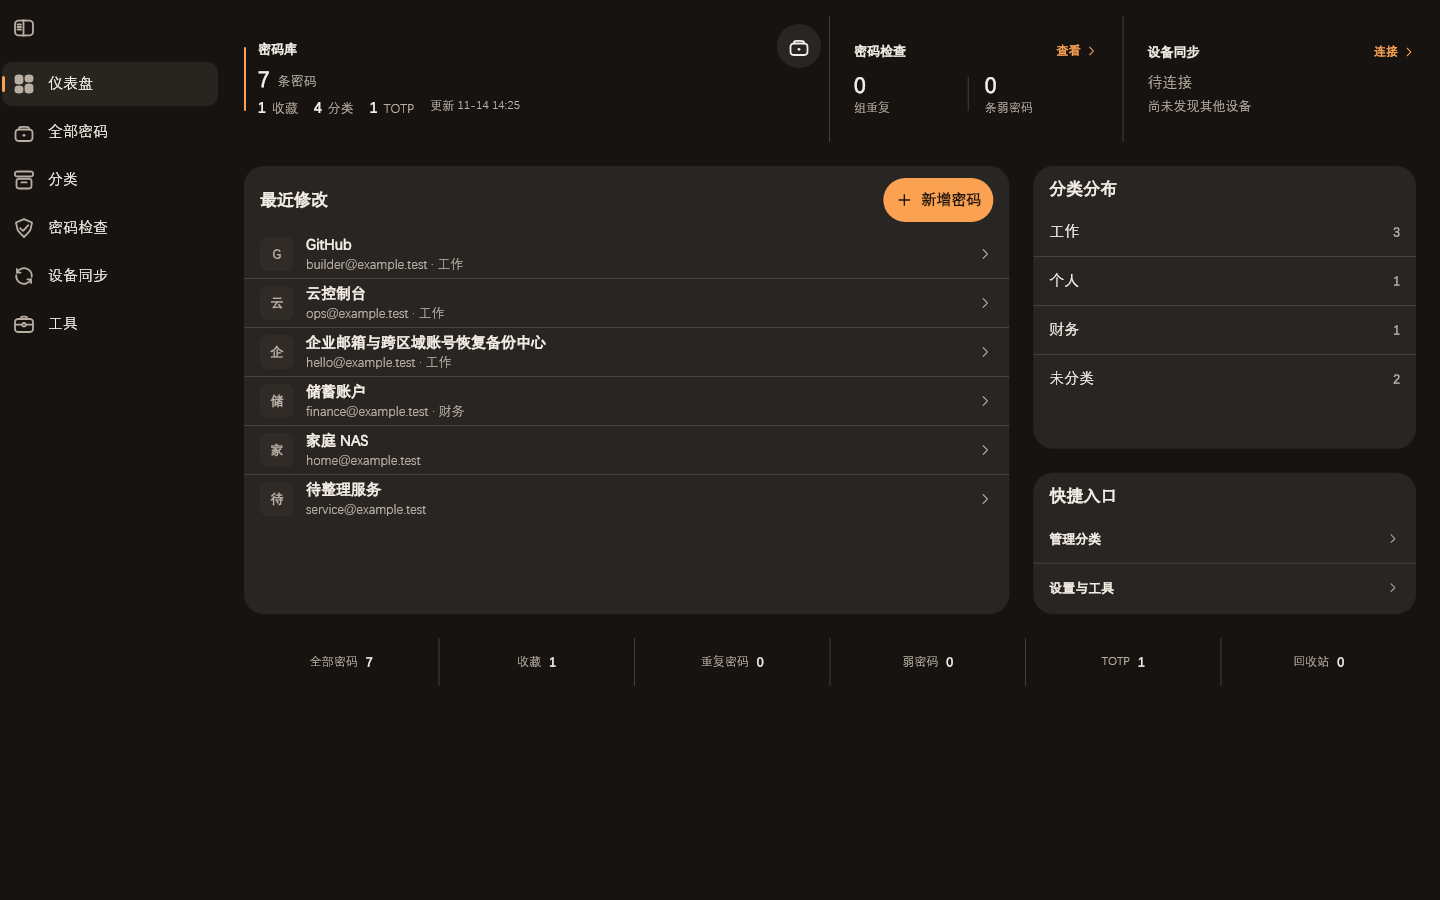 仪表盘
全部密码
分类
密码检查
设备同步
工具
密码库
7 条密码
1 收藏 4 分类 1 TOTP 更新 11-14 14:25
密码检查 查看
0 组重复
0 条弱密码
设备同步 连接
待连接
尚未发现其他设备
最近修改
新增密码
G GitHub
builder@example.test · 工作
云 云控制台
ops@example.test · 工作
企 企业邮箱与跨区域账号恢复备份中心
hello@example.test · 工作
储 储蓄账户
finance@example.test · 财务
家 家庭 NAS
home@example.test
待 待整理服务
service@example.test
分类分布
工作 3
个人 1
财务 1
未分类 2
快捷入口
管理分类
设置与工具
全部密码 7
收藏 1
重复密码 0
弱密码 0
TOTP 1
回收站 0